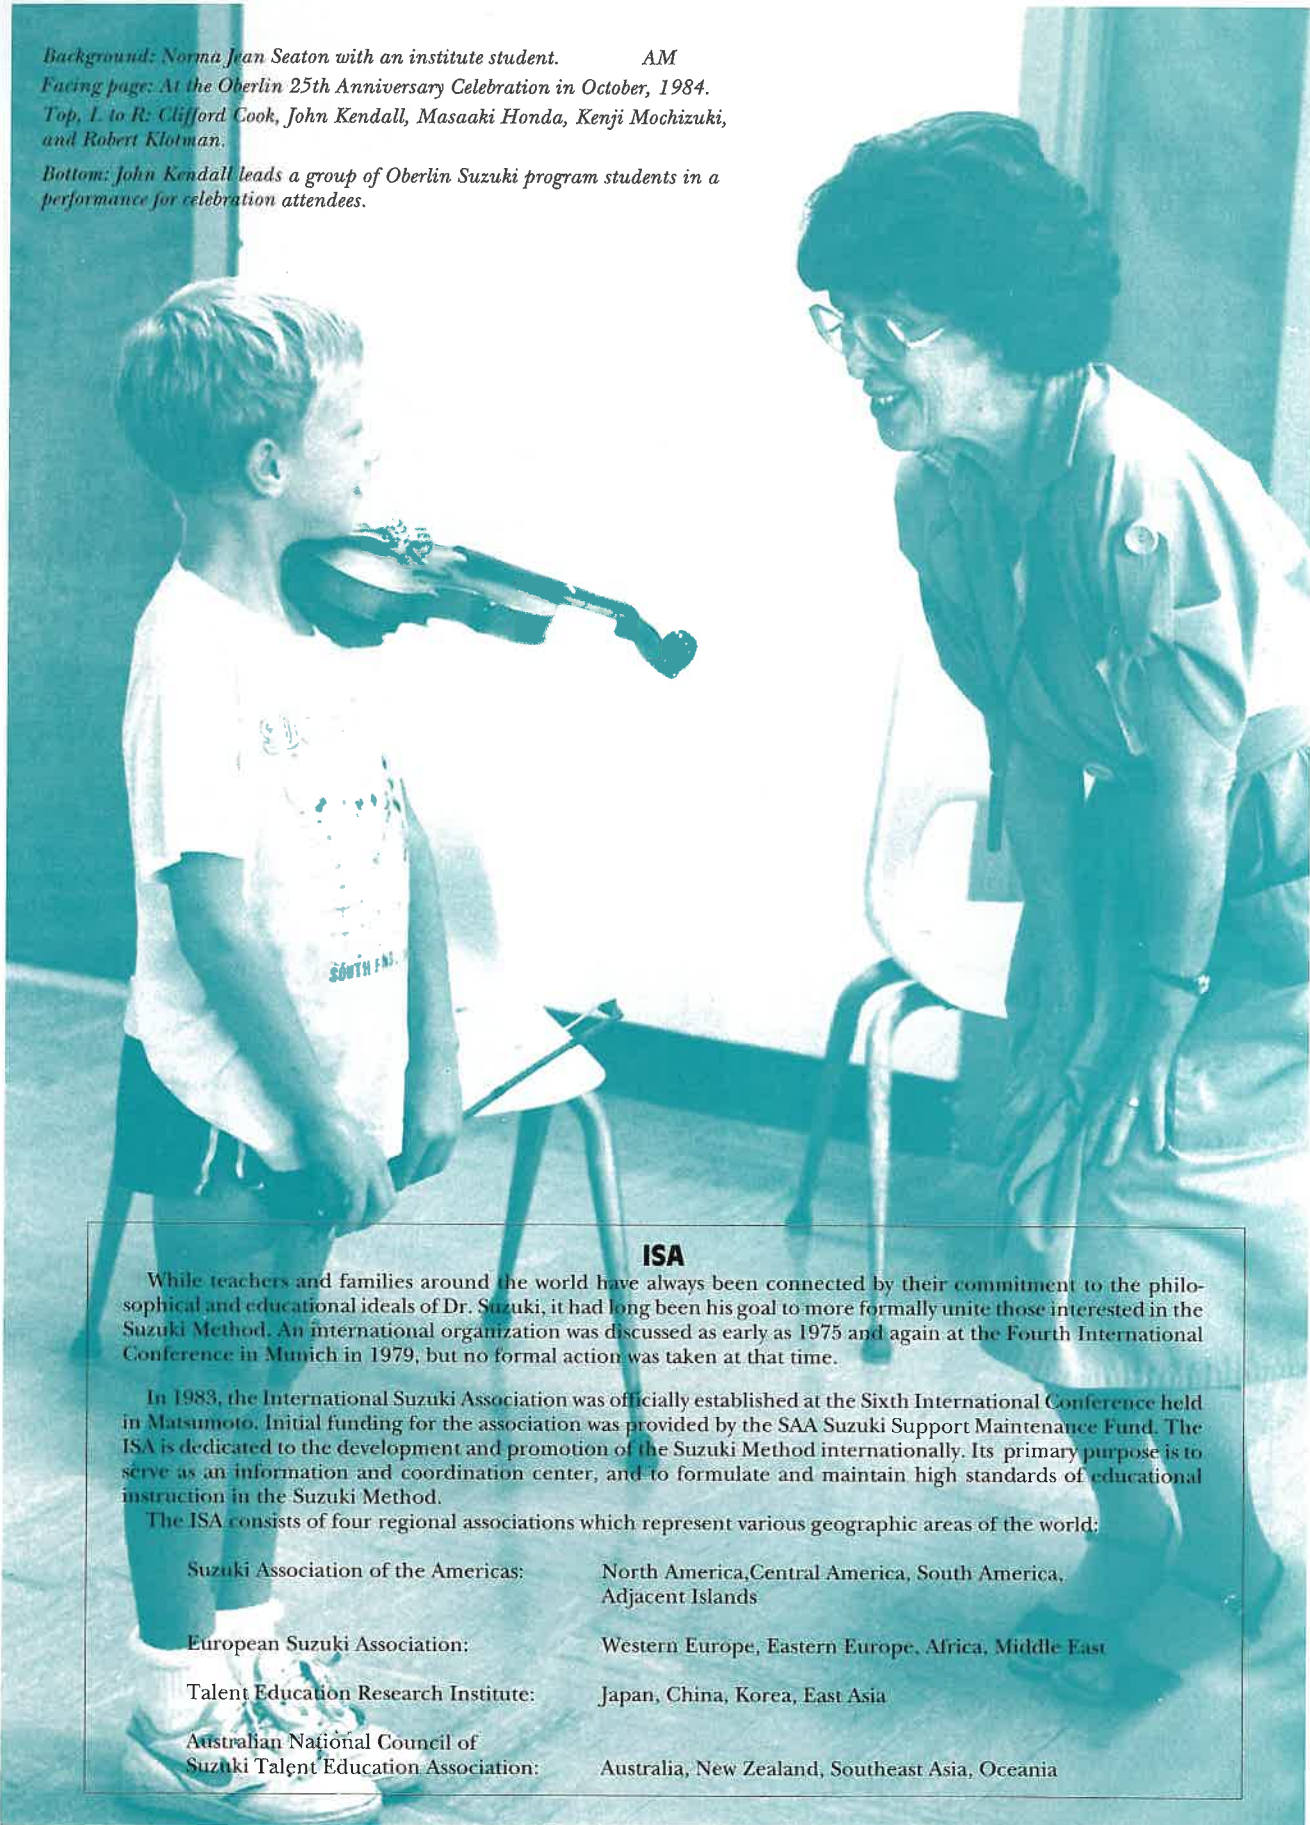 Background: Norma Jean Seaton with an institute student. AM
Facing page: At the Oberlin 25th Anniversary Celebration in October, 1984.
Top, L to R: Clifford Cook, John Kendall, Masaaki Honda, Kenji Mochizuki,
and Robert Klotman.
Bottom: John Kendall leads a group of Oberlin Suzuki program students in a
performance for celebration attendees.
SOUTH
ISA
While teachers and families around the world have always been connected by their commitment to the philo-
sophical and educational ideals of Dr. Suzuki, it had long been his goal to more formally unite those interested in the
Suzuki Method. An international organization was discussed as early as 1975 and again at the Fourth International
Conference in Munich in 1979, but no formal action was taken at that time.
In 1983, the International Suzuki Association was officially established at the Sixth International Conference held
in Matsumoto. Initial funding for the association was provided by the SAA Suzuki Support Maintenance Fund. The
ISA is dedicated to the development and promotion of the Suzuki Method internationally. Its primary purpose is to
serve as an information and coordination center, and to formulate and maintain high standards of educational
instruction in the Suzuki Method.
The ISA consists of four regional associations which represent various geographic areas of the world:
Suzuki Association of the Americas: North America,Central America, South America,
Adjacent Islands
European Suzuki Association: Western Europe, Eastern Europe, Africa, Middle East
Talent Education Research Institute: Japan, China, Korea, East Asia
Australian National Council of
Suzuki Talent Education Association: Australia, New Zealand, Southeast Asia, Oceania